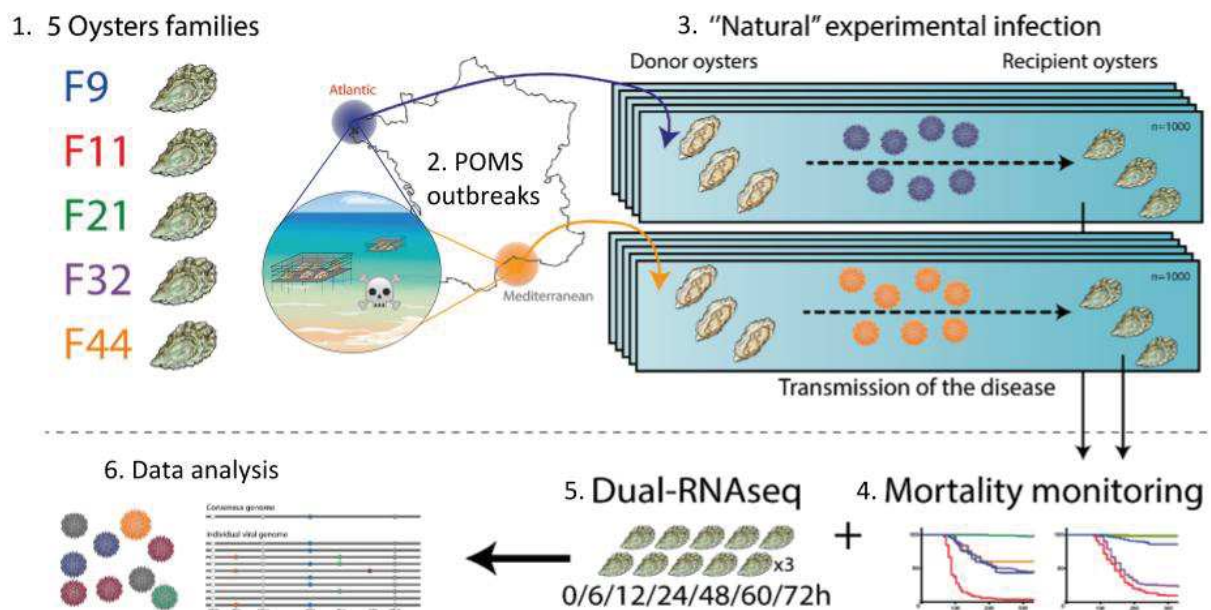 1. 5 Oysters families
F9
F11
F21
F32
F44
Atlantic
2. POMS
outbreaks
Mediterranean
3. "Natural" experimental infection
Donor oysters
Recipient oysters
n=1000
n=1000
Transmission of the disease
4. Mortality monitoring
5. Dual-RNAseq
+
x3
0/6/12/24/48/60/72h
6. Data analysis
Consensus genome
Individual viral genome